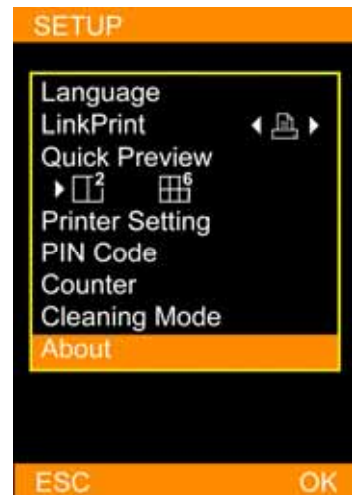 SETUP
Language
LinkPrint
Quick Preview
2 6
Printer Setting
PIN Code
Counter
Cleaning Mode
About
ESC OK